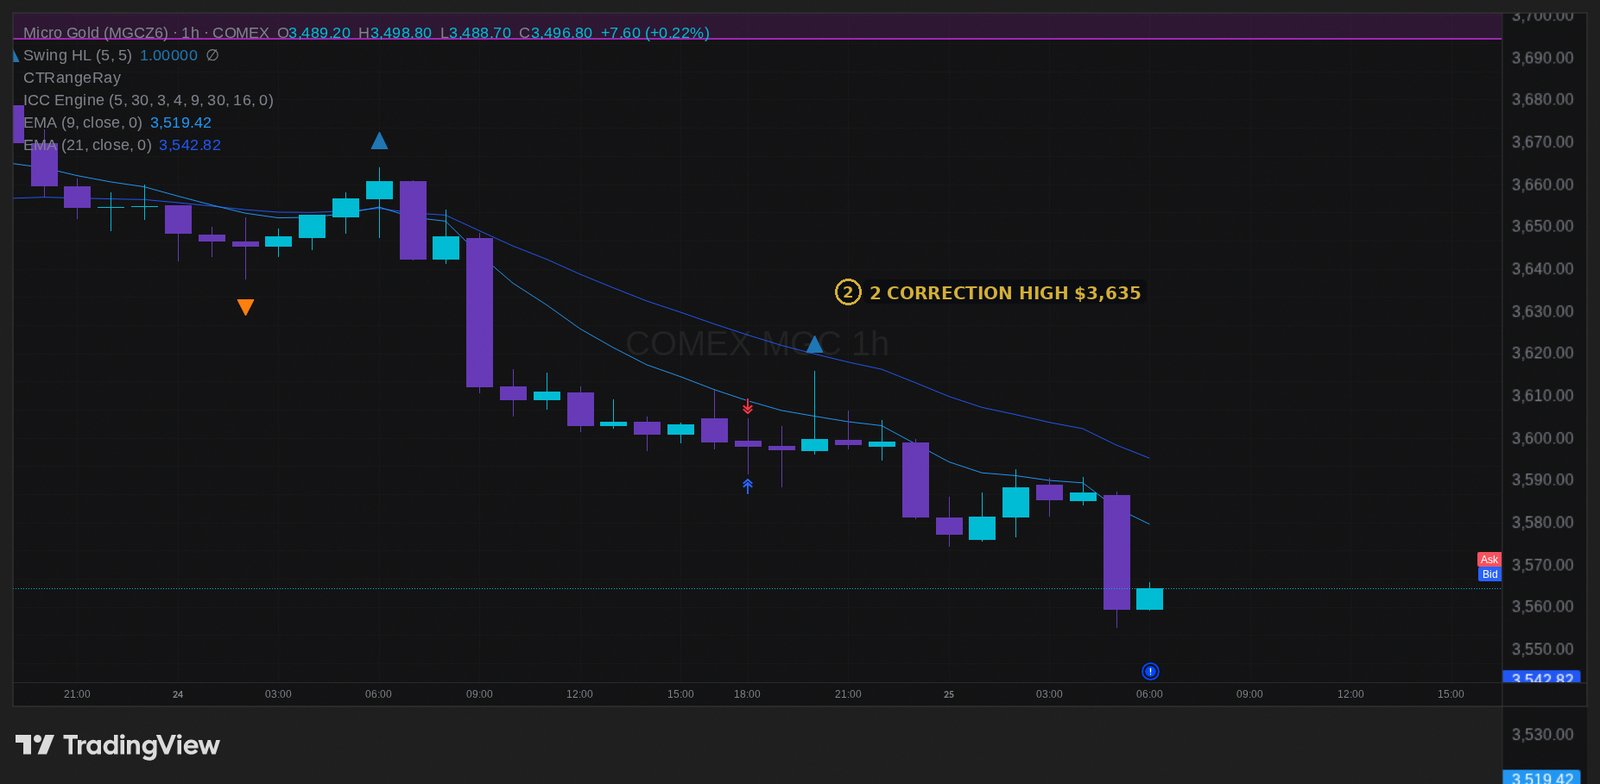 3,700.00
Micro Gold (MGCZ6) · 1h · COMEX O3,489.20 H3,498.80 L3,488.70 C3,496.80 +7.60 (+0.22%)
Swing HL (5, 5) 1.00000 ∅
CTRangeRay
ICC Engine (5, 30, 3, 4, 9, 30, 16, 0)
EMA (9, close, 0) 3,519.42
EMA (21, close, 0) 3,542.82
3,690.00
3,680.00
3,670.00
3,660.00
3,650.00
3,640.00
2 2 CORRECTION HIGH $3,635
3,630.00
COMEX MGC 1h
3,620.00
3,610.00
3,600.00
3,590.00
3,580.00
Ask
3,570.00
Bid
3,560.00
3,550.00
3,542.82
21:00 24 03:00 06:00 09:00 12:00 15:00 18:00 21:00 25 03:00 06:00 09:00 12:00 15:00
3,530.00
TradingView
3,519.42